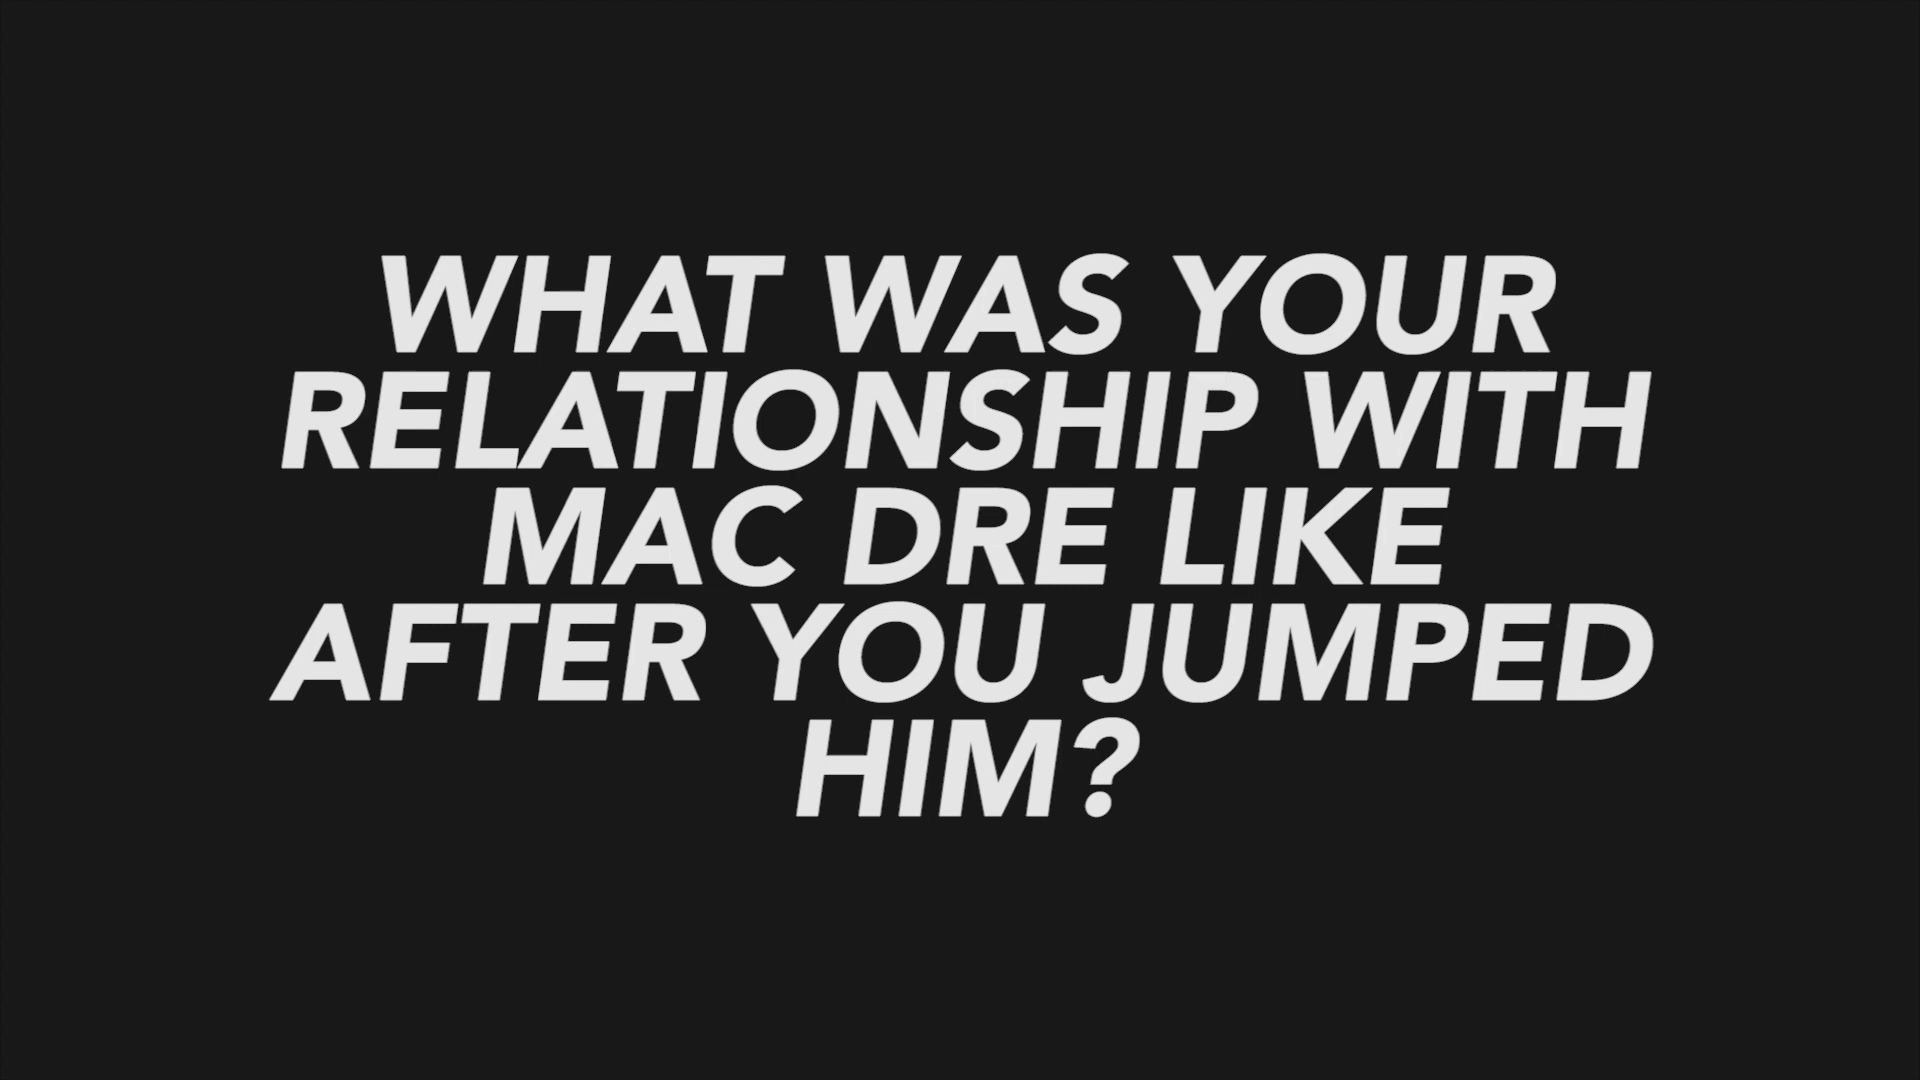 WHAT WAS YOUR
RELATIONSHIP WITH
MAC DRE LIKE
AFTER YOU JUMPED
HIM?